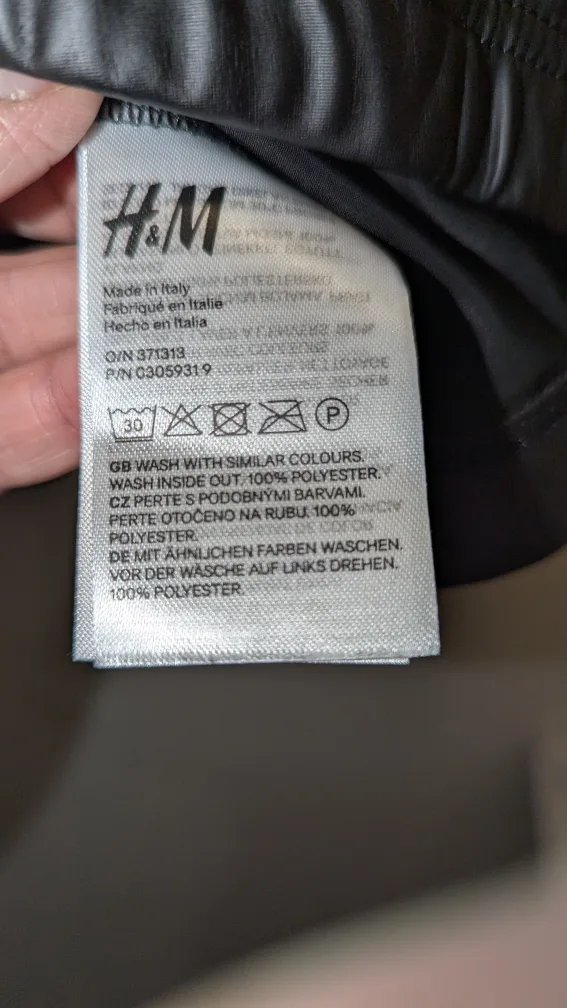 H&M
Made in Italy
Fabriqué en Italie
Hecho en Italia
O/N 371313
P/N 03059319
30
P
GB WASH WITH SIMILAR COLOURS.
WASH INSIDE OUT. 100% POLYESTER.
CZ PERTE S PODOBNÝMI BARVAMI.
PERTE OTOČENO NA RUBU. 100%
POLYESTER.
DE MIT ÄHNLICHEN FARBEN WASCHEN.
VOR DER WÄSCHE AUF LINKS DREHEN.
100% POLYESTER.